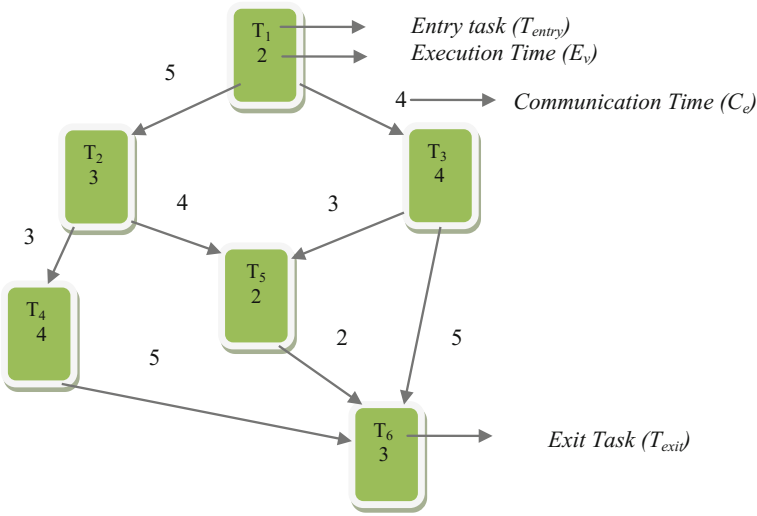 T₁
2
Entry task (Tₑₙₜᵣᵧ)
Execution Time (Eᵥ)
5
4
Communication Time (Cₑ)
T₂
3
T₃
4
4
3
3
T₅
2
T₄
4
5
2
5
T₆
3
Exit Task (Tₑₓᵢₜ)